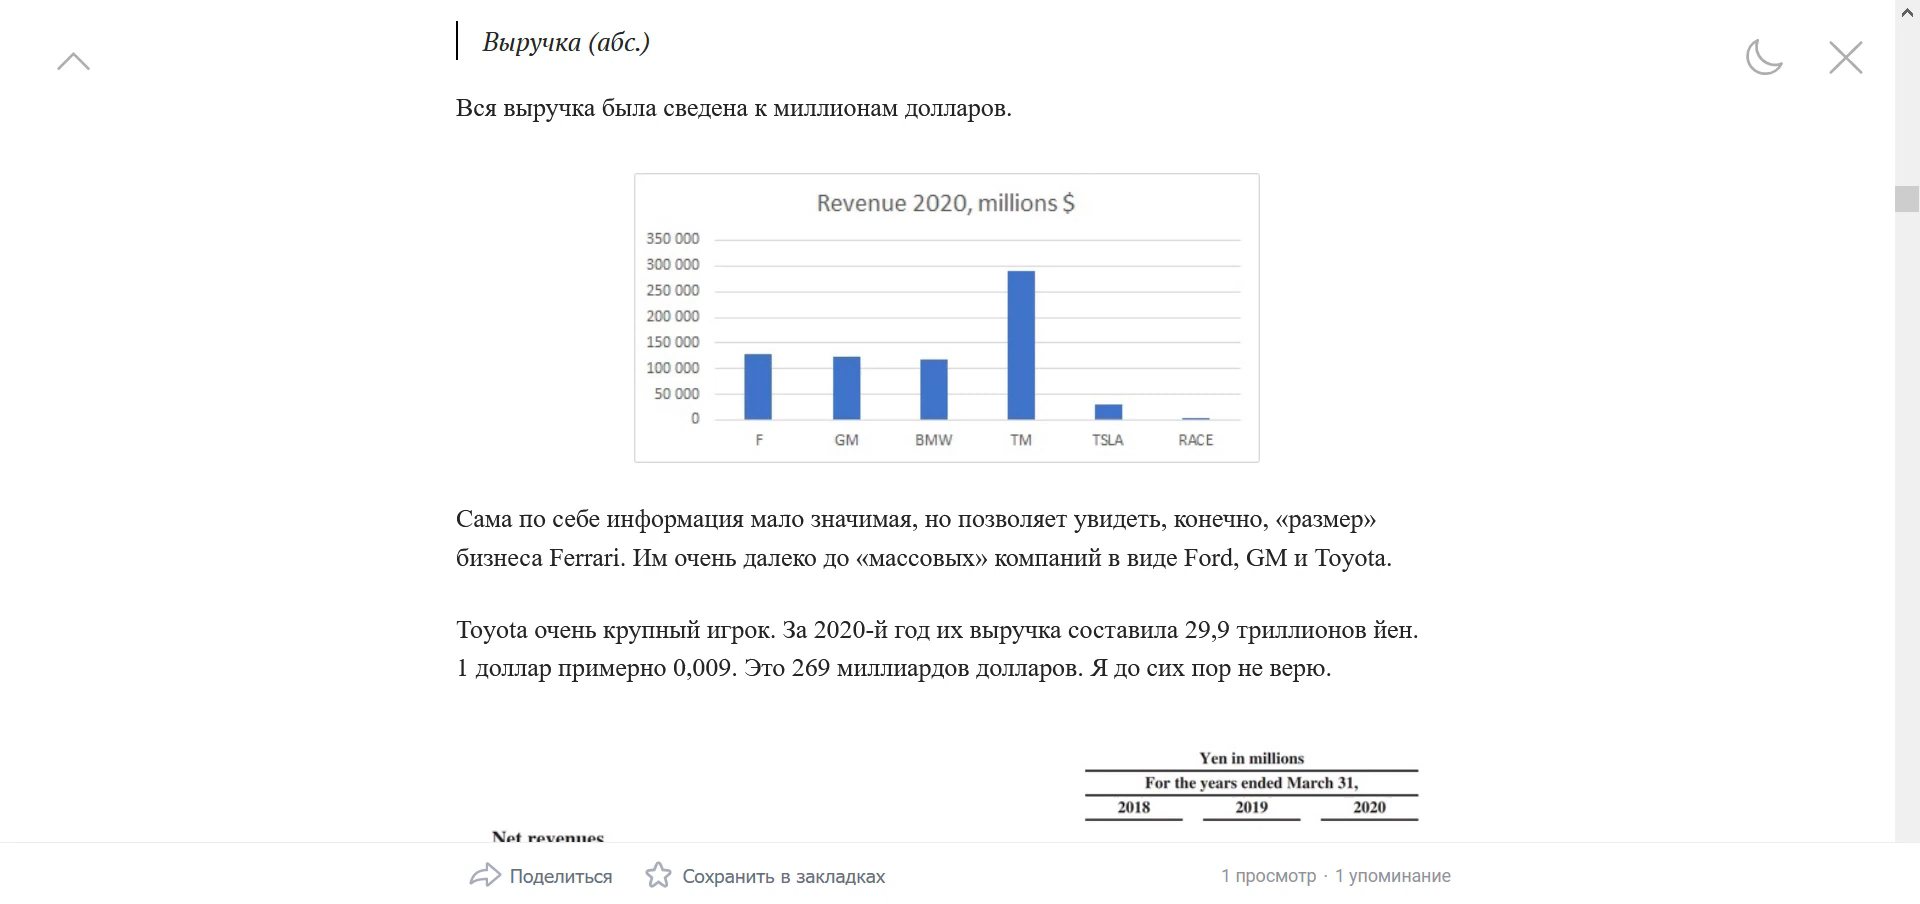 Выручка (абс.)
Вся выручка была сведена к миллионам долларов.
Revenue 2020, millions $
350 000
300 000
250 000
200 000
150 000
100 000
50 000
0
F GM BMW TM TSLA RACE
Сама по себе информация мало значимая, но позволяет увидеть, конечно, «размер»
бизнеса Ferrari. Им очень далеко до «массовых» компаний в виде Ford, GM и Toyota.
Toyota очень крупный игрок. За 2020-й год их выручка составила 29,9 триллионов йен.
1 доллар примерно 0,009. Это 269 миллиардов долларов. Я до сих пор не верю.
Yen in millions
For the years ended March 31,
2018 2019 2020
Net revenues
Поделиться Сохранить в закладках 1 просмотр · 1 упоминание